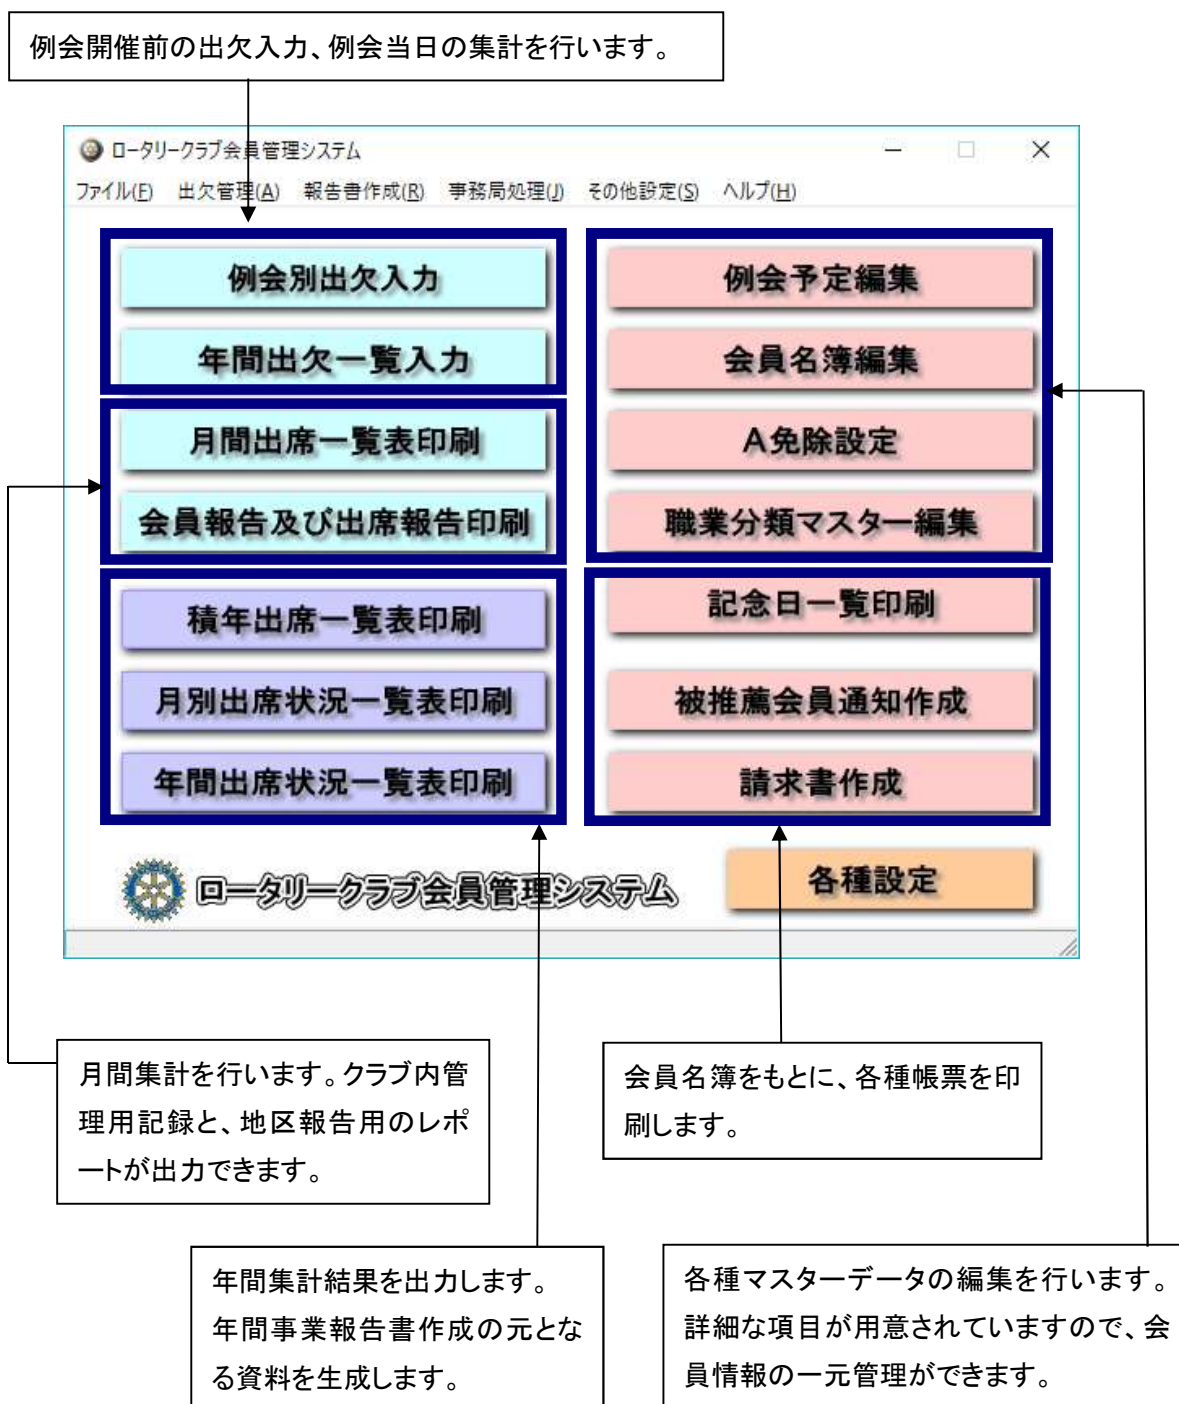 例会開催前の出欠入力、例会当日の集計を行います。
ロータリークラブ会員管理システム
ファイル(F) 出欠管理(A) 報告書作成(R) 事務局処理(J) その他設定(S) ヘルプ(H)
例会別出欠入力
年間出欠一覧入力
月間出席一覧表印刷
会員報告及び出席報告印刷
積年出席一覧表印刷
月別出席状況一覧表印刷
年間出席状況一覧表印刷
例会予定編集
会員名簿編集
A免除設定
職業分類マスター編集
記念日一覧印刷
被推薦会員通知作成
請求書作成
ロータリークラブ会員管理システム
各種設定
月間集計を行います。クラブ内管
理用記録と、地区報告用のレポ
ートが出力できます。
会員名簿をもとに、各種帳票を印
刷します。
年間集計結果を出力します。
年間事業報告書作成の元とな
る資料を生成します。
各種マスターデータの編集を行います。
詳細な項目が用意されていますので、会
員情報の一元管理ができます。